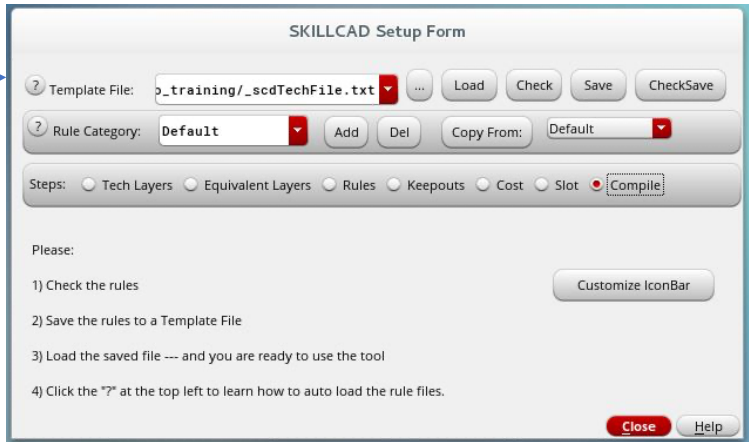 SKILLCAD Setup Form
? Template File: _training/_scdTechFile.txt ... Load Check Save CheckSave
? Rule Category: Default Add Del Copy From: Default
Steps: Tech Layers Equivalent Layers Rules Keepouts Cost Slot Compile
Please:
1) Check the rules
Customize IconBar
2) Save the rules to a Template File
3) Load the saved file --- and you are ready to use the tool
4) Click the "?" at the top left to learn how to auto load the rule files.
Close Help